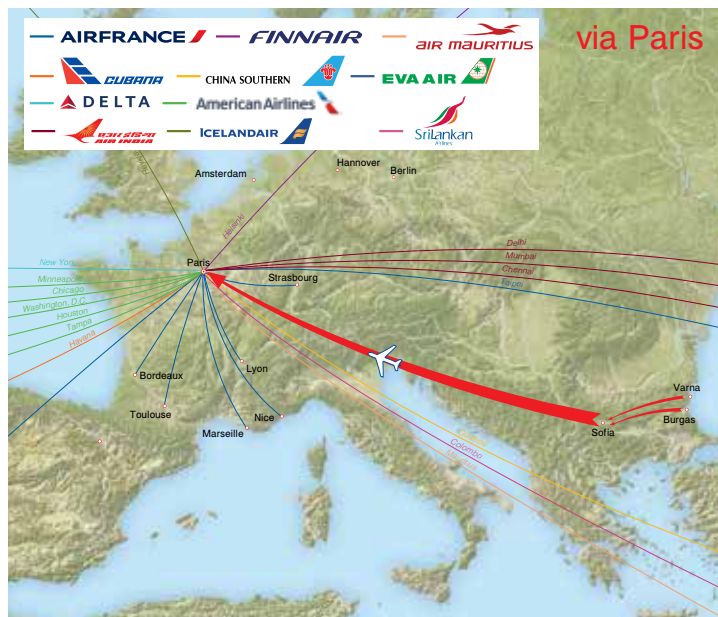 via Paris
AIRFRANCE
FINNAIR
AIR MAURITIUS
CUBANA
CHINA SOUTHERN
EVA AIR
DELTA
American Airlines
एअर इंडिया
AIR INDIA
ICELANDAIR
SriLankan
Airlines
Hannover
Amsterdam
Berlin
Helsinki
Delhi
Paris
Mumbai
New York
Chennai
Strasbourg
Taipei
Minneapolis
Chicago
Washington, D.C.
Houston
Tampa
Havana
Lyon
Bordeaux
Varna
Toulouse
Nice
Burgas
Marseille
Sofia
Colombo